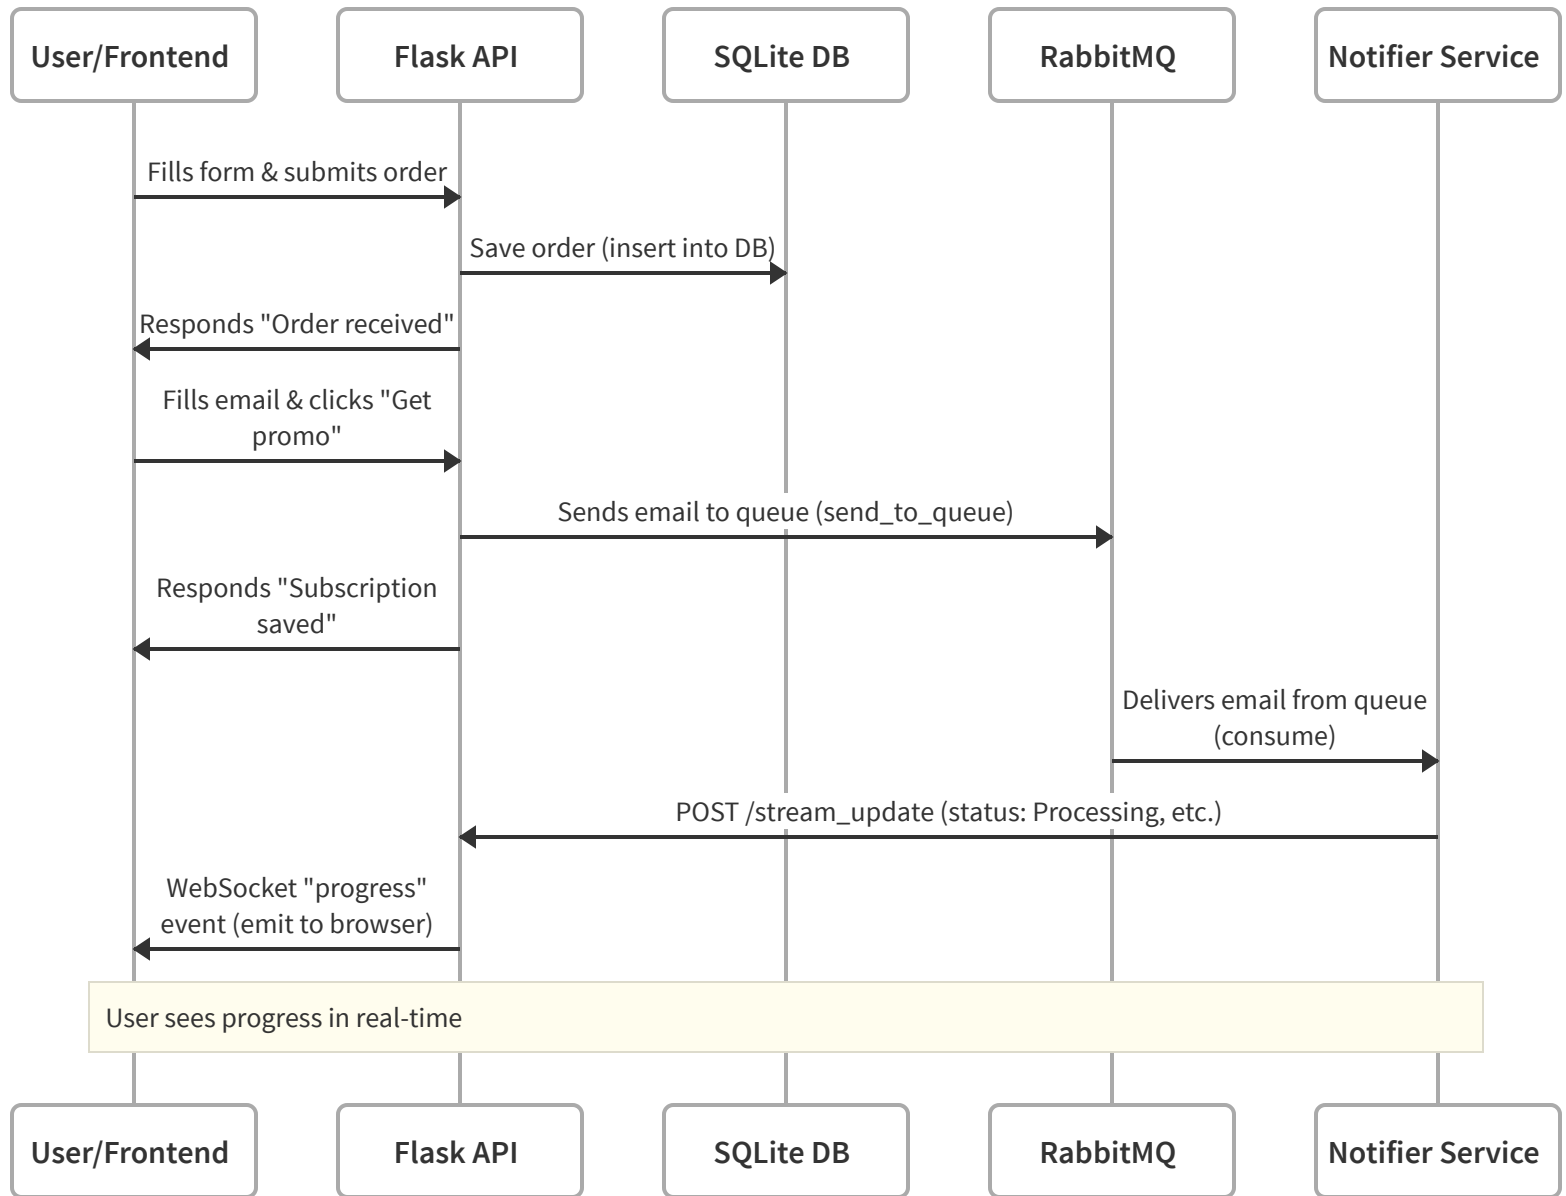 User/Frontend
Flask API
SQLite DB
RabbitMQ
Notifier Service
Fills form & submits order
Save order (insert into DB)
Responds "Order received"
Fills email & clicks "Get
promo"
Sends email to queue (send_to_queue)
Responds "Subscription
saved"
Delivers email from queue
(consume)
POST /stream_update (status: Processing, etc.)
WebSocket "progress"
event (emit to browser)
User sees progress in real-time
User/Frontend
Flask API
SQLite DB
RabbitMQ
Notifier Service